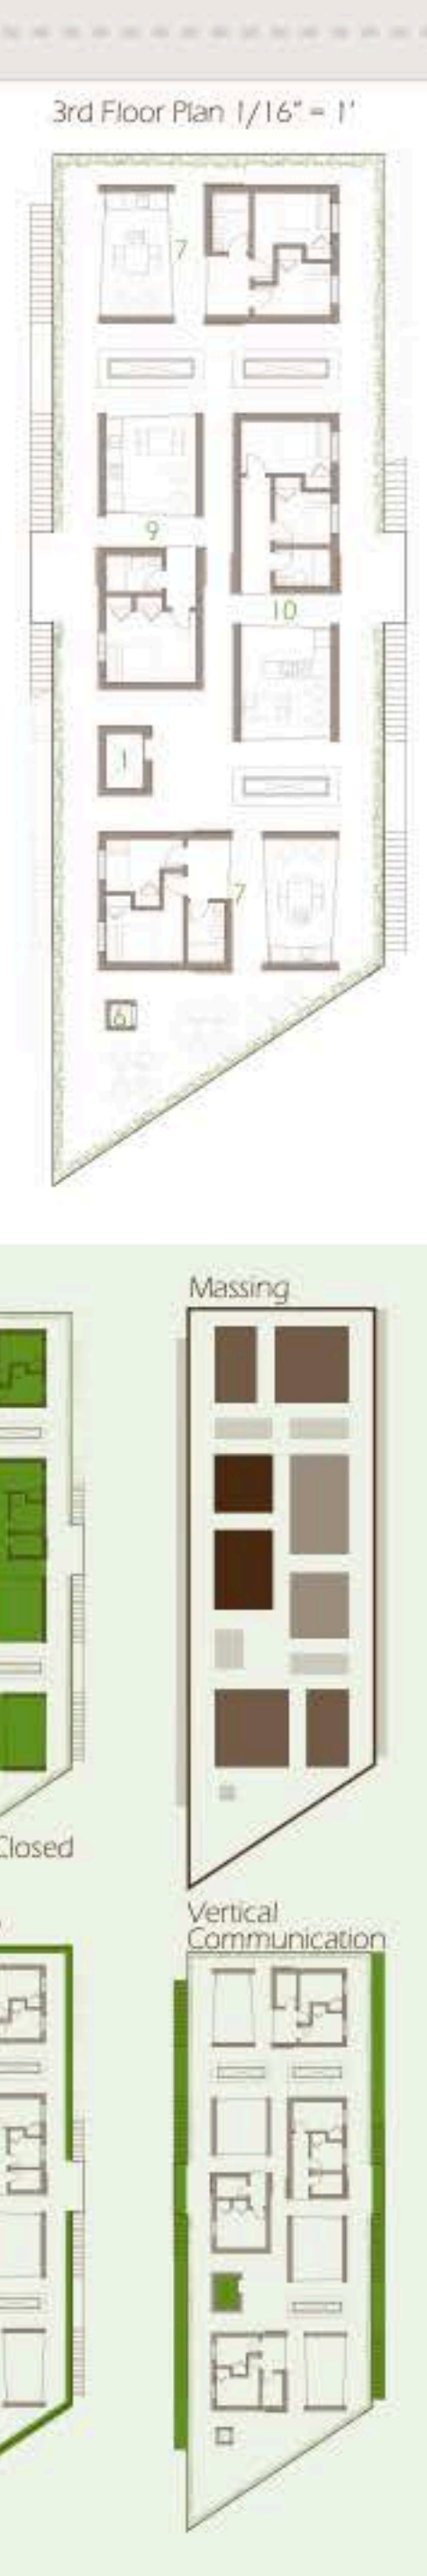 3rd Floor Plan 1/16" = 1'
7
9
10
1
7
6
Massing
Closed
Vertical
Communication